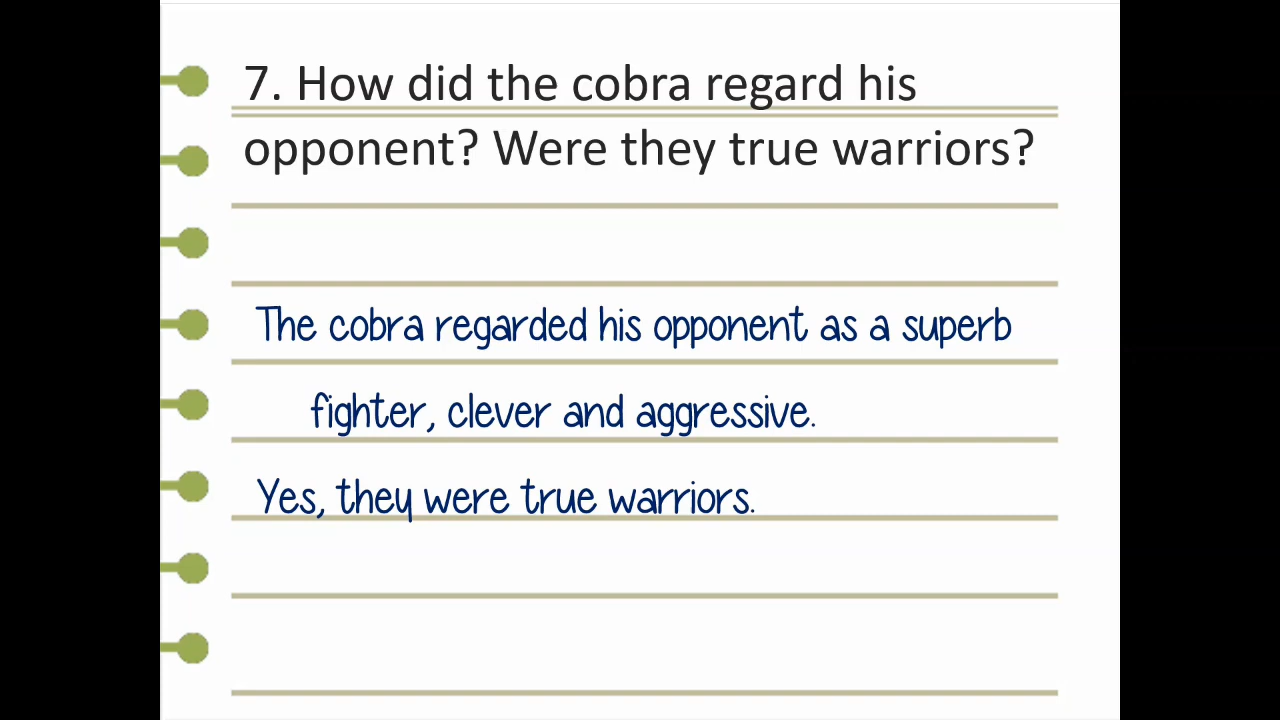 7. How did the cobra regard his
opponent? Were they true warriors?
The cobra regarded his opponent as a superb
fighter, clever and aggressive.
Yes, they were true warriors.